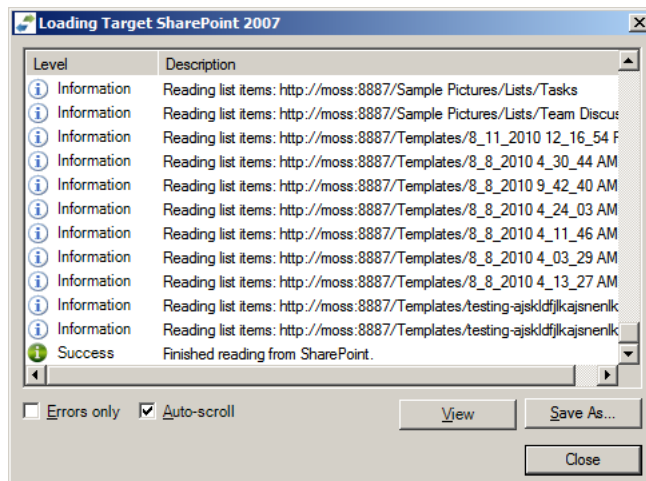 Loading Target SharePoint 2007
Level Description
Information Reading list items: http://moss:8887/Sample Pictures/Lists/Tasks
Information Reading list items: http://moss:8887/Sample Pictures/Lists/Team Discus
Information Reading list items: http://moss:8887/Templates/8_11_2010 12_16_54 P
Information Reading list items: http://moss:8887/Templates/8_8_2010 4_30_44 AM
Information Reading list items: http://moss:8887/Templates/8_8_2010 9_42_40 AM
Information Reading list items: http://moss:8887/Templates/8_8_2010 4_24_03 AM
Information Reading list items: http://moss:8887/Templates/8_8_2010 4_11_46 AM
Information Reading list items: http://moss:8887/Templates/8_8_2010 4_03_29 AM
Information Reading list items: http://moss:8887/Templates/8_8_2010 4_13_27 AM
Information Reading list items: http://moss:8887/Templates/testing-ajskldfjlkajsnenlk
Information Reading list items: http://moss:8887/Templates/testing-ajskldfjlkajsnenlk
Success Finished reading from SharePoint.
Errors only Auto-scroll View Save As...
Close